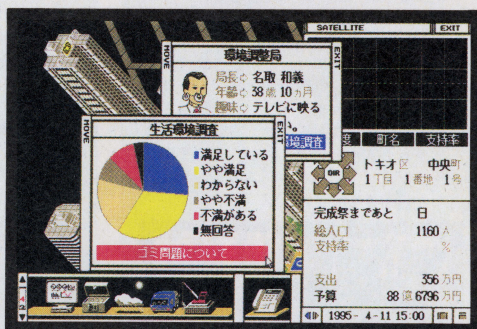 SATELLITE EXIT
MOVE
環境調整局
EXIT
局長 名取 和義
年齢 38歳 10ヵ月
趣味 テレビに映る
い。
環境調査
MOVE
生活環境調査
EXIT
満足している
やや満足
わからない
やや不満
不満がある
無回答
ゴミ問題について
度 町名 支持率
DIR
トキオ区 中央町
1丁目 1番地 1号
完成祭まであと 日
総人口 1160人
支持率 %
支出 356万円
予算 88億6796万円
1995- 4-11 15:00